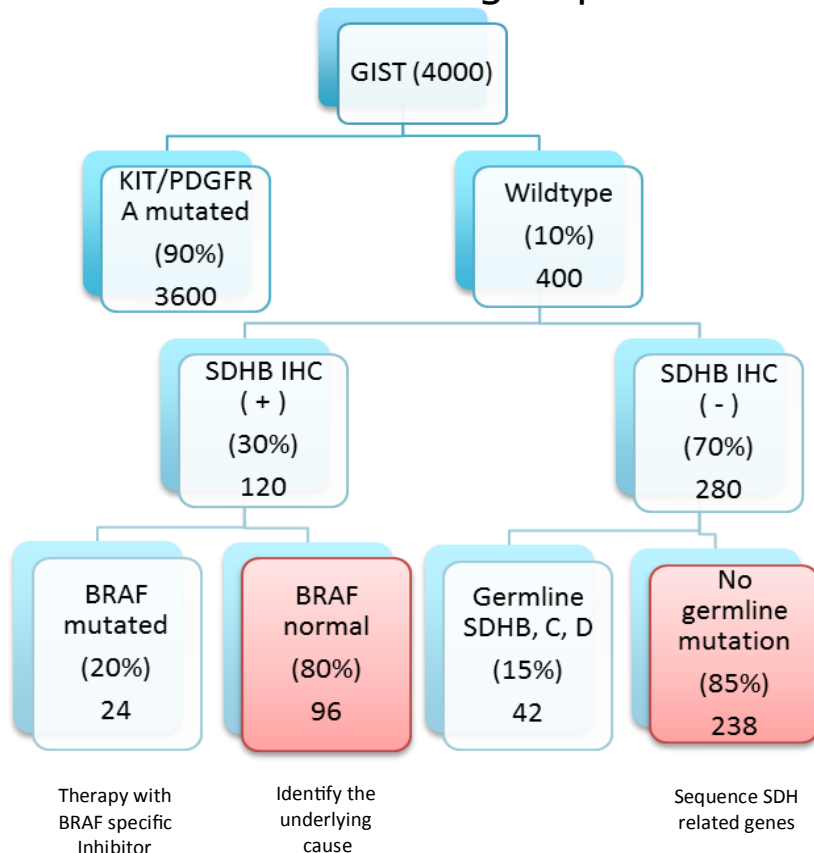 GIST (4000)
KIT/PDGFR
A mutated
(90%)
3600
Wildtype
(10%)
400
SDHB IHC
( + )
(30%)
120
SDHB IHC
( - )
(70%)
280
BRAF
mutated
(20%)
24
BRAF
normal
(80%)
96
Germline
SDHB, C, D
(15%)
42
No
germline
mutation
(85%)
238
Therapy with
BRAF specific
Inhibitor
Identify the
underlying
cause
Sequence SDH
related genes